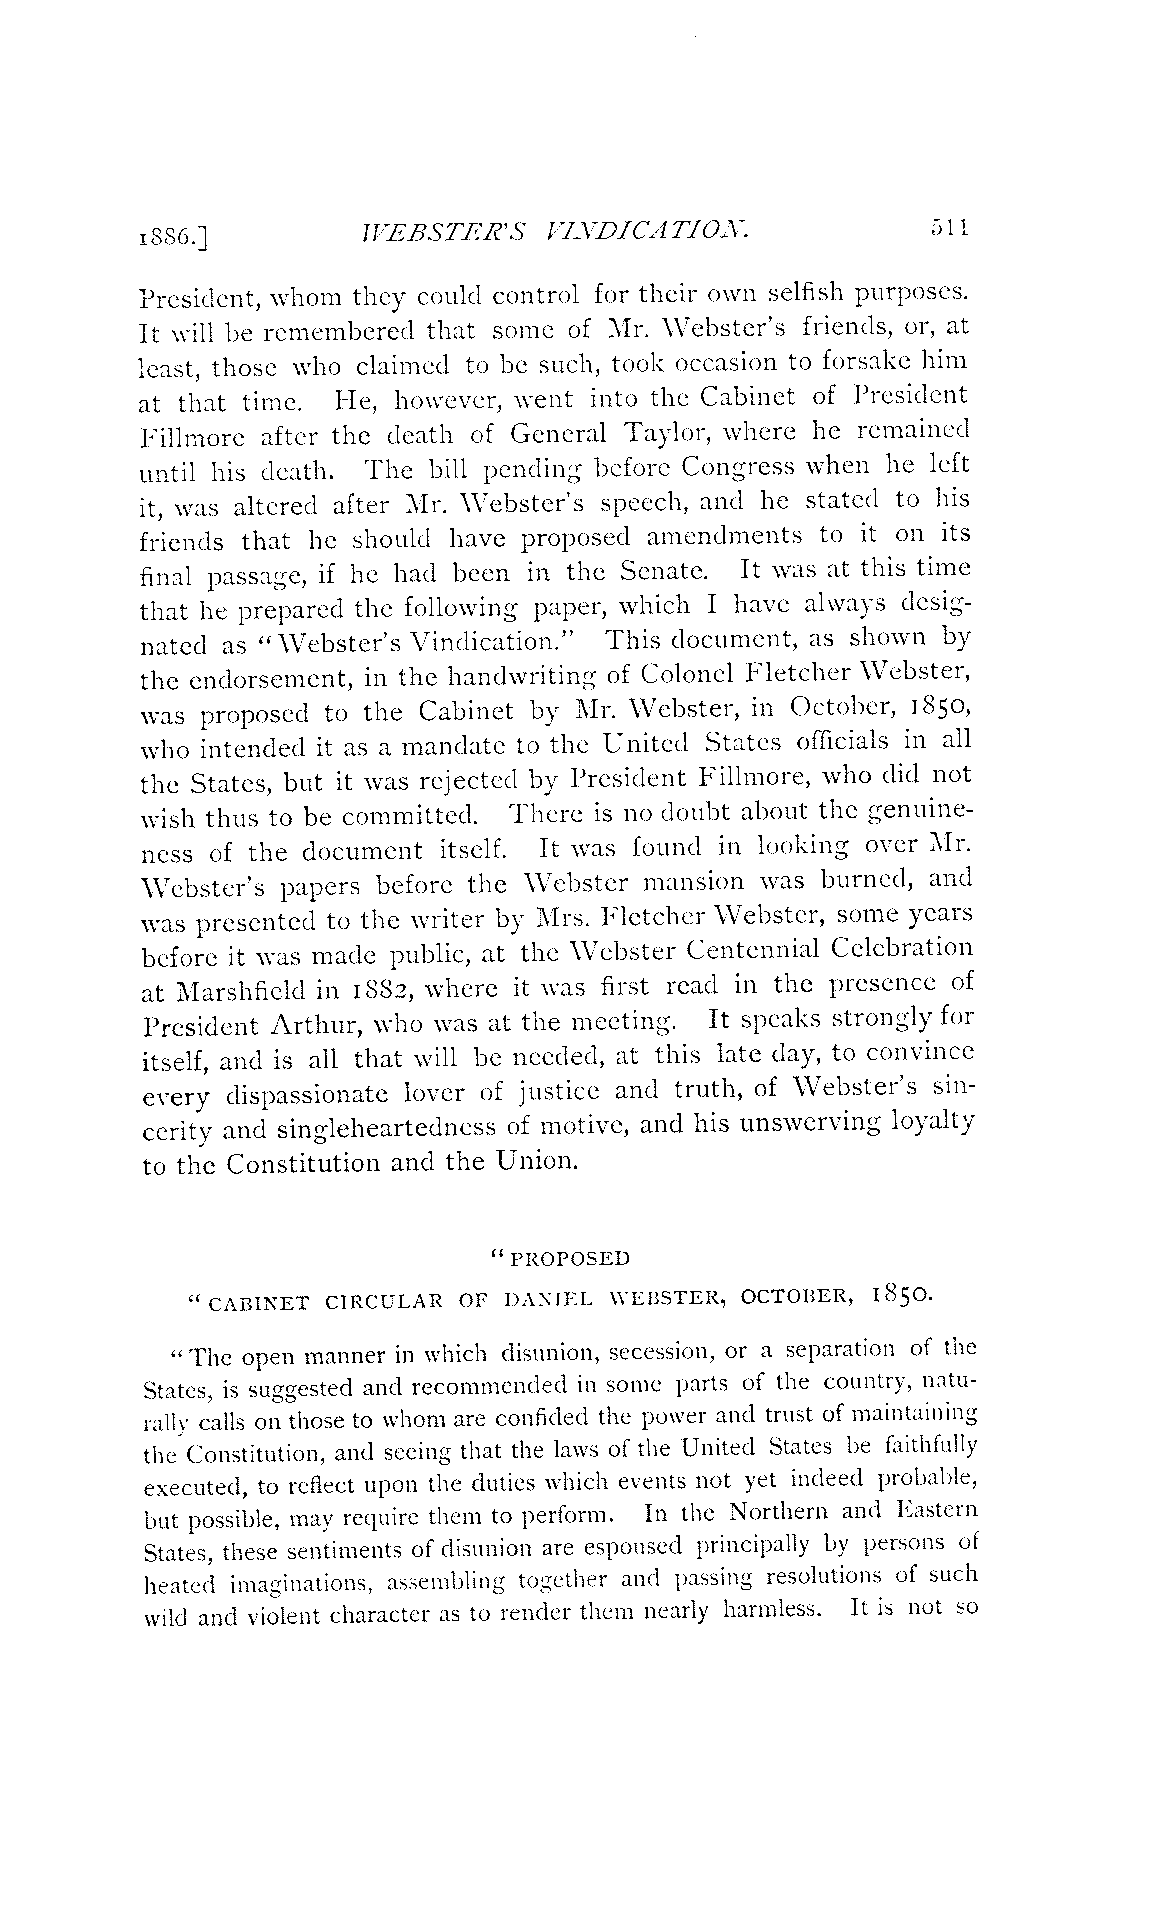 1886.] WEBSTER'S VINDICATION. 511
President, whom they could control for their own selfish purposes.
It will be remembered that some of Mr. Webster's friends, or, at
least, those who claimed to be such, took occasion to forsake him
at that time. He, however, went into the Cabinet of President
Fillmore after the death of General Taylor, where he remained
until his death. The bill pending before Congress when he left
it, was altered after Mr. Webster's speech, and he stated to his
friends that he should have proposed amendments to it on its
final passage, if he had been in the Senate. It was at this time
that he prepared the following paper, which I have always desig-
nated as "Webster's Vindication." This document, as shown by
the endorsement, in the handwriting of Colonel Fletcher Webster,
was proposed to the Cabinet by Mr. Webster, in October, 1850,
who intended it as a mandate to the United States officials in all
the States, but it was rejected by President Fillmore, who did not
wish thus to be committed. There is no doubt about the genuine-
ness of the document itself. It was found in looking over Mr.
Webster's papers before the Webster mansion was burned, and
was presented to the writer by Mrs. Fletcher Webster, some years
before it was made public, at the Webster Centennial Celebration
at Marshfield in 1882, where it was first read in the presence of
President Arthur, who was at the meeting. It speaks strongly for
itself, and is all that will be needed, at this late day, to convince
every dispassionate lover of justice and truth, of Webster's sin-
cerity and singleheartedness of motive, and his unswerving loyalty
to the Constitution and the Union.
"PROPOSED
"CABINET CIRCULAR OF DANIEL WEBSTER, OCTOBER, 1850.
"The open manner in which disunion, secession, or a separation of the
States, is suggested and recommended in some parts of the country, natu-
rally calls on those to whom are confided the power and trust of maintaining
the Constitution, and seeing that the laws of the United States be faithfully
executed, to reflect upon the duties which events not yet indeed probable,
but possible, may require them to perform. In the Northern and Eastern
States, these sentiments of disunion are espoused principally by persons of
heated imaginations, assembling together and passing resolutions of such
wild and violent character as to render them nearly harmless. It is not so